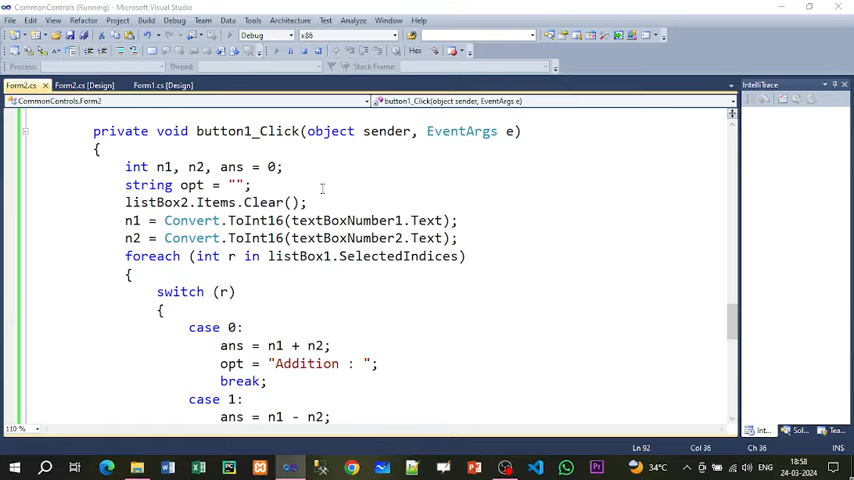 CommonControls (Running) - Microsoft Visual Studio
File Edit View Refactor Project Build Debug Team Data Tools Architecture Test Analyze Window Help
Debug x86
Hex
Process: Thread: Stack Frame:
Form2.cs Form2.cs [Design] Form1.cs [Design] IntelliTrace
CommonControls.Form2 button1_Click(object sender, EventArgs e)
private void button1_Click(object sender, EventArgs e)
{
int n1, n2, ans = 0;
string opt = "";
listBox2.Items.Clear();
n1 = Convert.ToInt16(textBoxNumber1.Text);
n2 = Convert.ToInt16(textBoxNumber2.Text);
foreach (int r in listBox1.SelectedIndices)
{
switch (r)
{
case 0:
ans = n1 + n2;
opt = "Addition : ";
break;
case 1:
ans = n1 - n2;
110 %
Int... Sol... Tea...
Ln 92 Col 36 Ch 36 INS
34°C ENG 18:58
24-03-2024